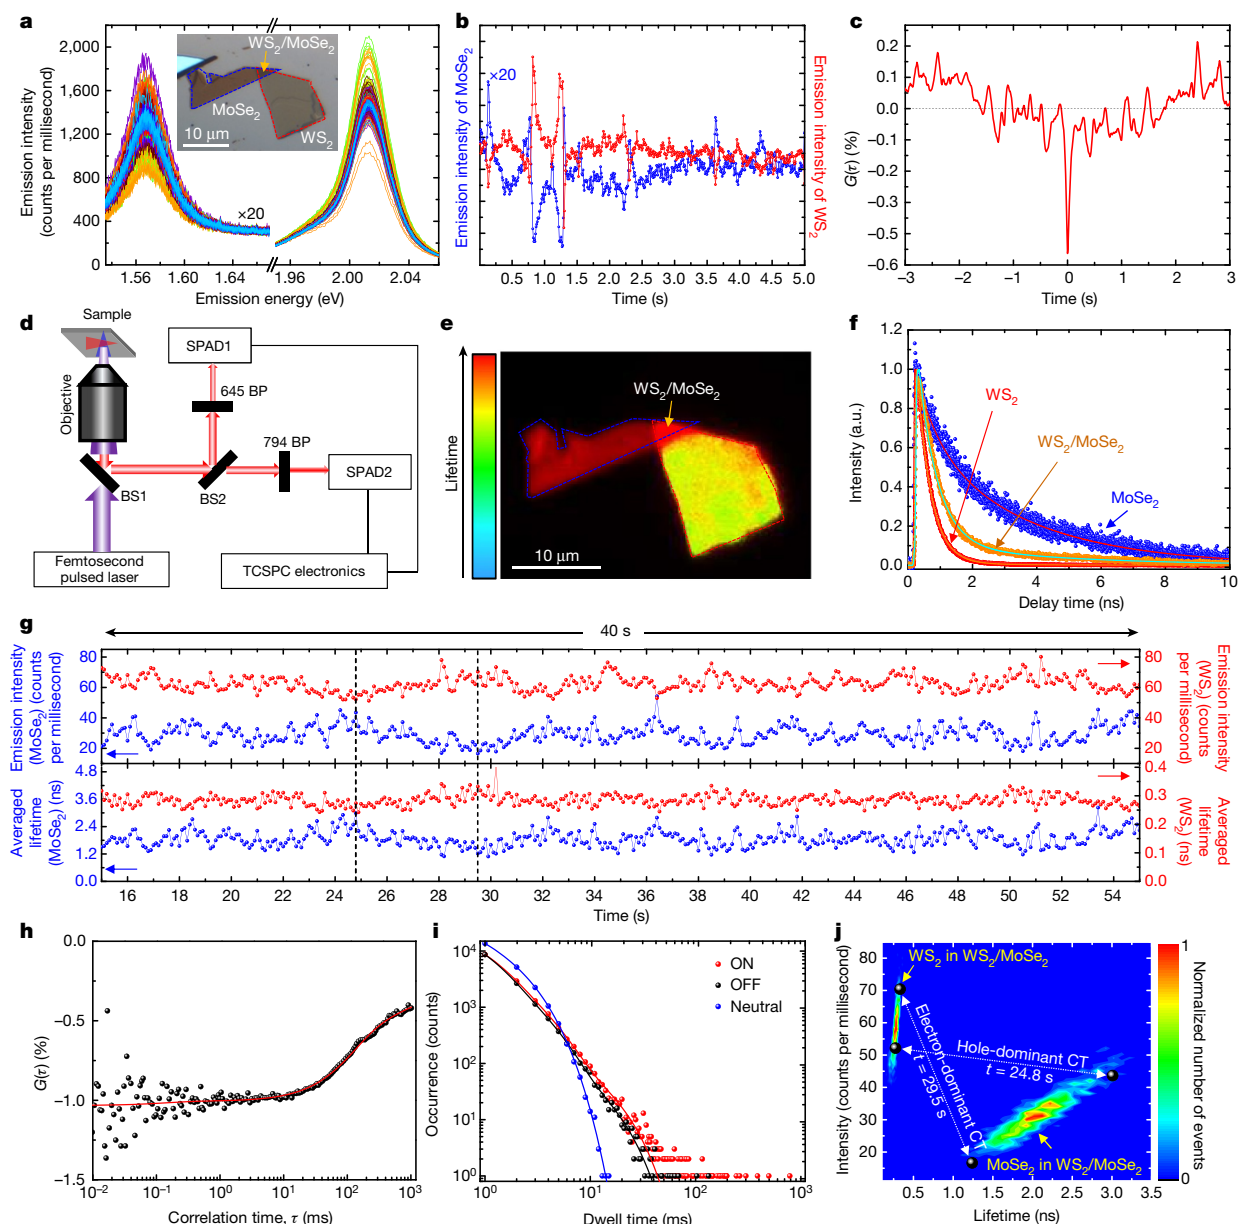 a
Emission intensity
(counts per millisecond)
2,000
1,800
1,400
1,000
800
400
0
1.56
1.60
1.64
1.96
2.00
2.04
Emission energy (eV)
×20
WS2/MoSe2
MoSe2
WS2
10 μm
b
Emission intensity of MoSe2
Emission intensity of WS2
×20
0.5 1.0 1.5 2.0 2.5 3.0 3.5 4.0 4.5 5.0
Time (s)
c
G(τ) (%)
0.2
0.1
0.0
−0.1
−0.2
−0.3
−0.4
−0.5
−0.6
−3 −2 −1 0 1 2 3
Time (s)
d
Sample
Objective
SPAD1
645 BP
794 BP
SPAD2
BS1
BS2
Femtosecond
pulsed laser
TCSPC electronics
e
Lifetime
WS2/MoSe2
10 μm
f
Intensity (a.u.)
1.2
1.0
0.8
0.6
0.4
0.2
0
0 2 4 6 8 10
Delay time (ns)
WS2
WS2/MoSe2
MoSe2
g
40 s
Emission intensity
(MoSe2) (counts
per millisecond)
80
60
40
20
Emission intensity
(WS2) (counts
per millisecond)
80
60
40
20
Averaged
lifetime
(MoSe2) (ns)
4.8
3.6
2.4
1.2
0.0
Averaged
lifetime
(WS2) (ns)
0.4
0.3
0.2
0.1
0.0
16 18 20 22 24 26 28 30 32 34 36 38 40 42 44 46 48 50 52 54
Time (s)
h
G(τ) (%)
0.0
−0.5
−1.0
−1.5
10−2 10−1 100 101 102 103
Correlation time, τ (ms)
i
Occurrence (counts)
104
103
102
101
100
100 101 102 103
Dwell time (ms)
ON
OFF
Neutral
j
Intensity (counts per millisecond)
80
70
60
50
40
30
20
0.5 1.0 1.5 2.0 2.5 3.0 3.5
Lifetime (ns)
WS2 in WS2/MoSe2
Electron-dominant CT
t = 29.5 s
Hole-dominant CT
t = 24.8 s
MoSe2 in WS2/MoSe2
1
0
Normalized number of events